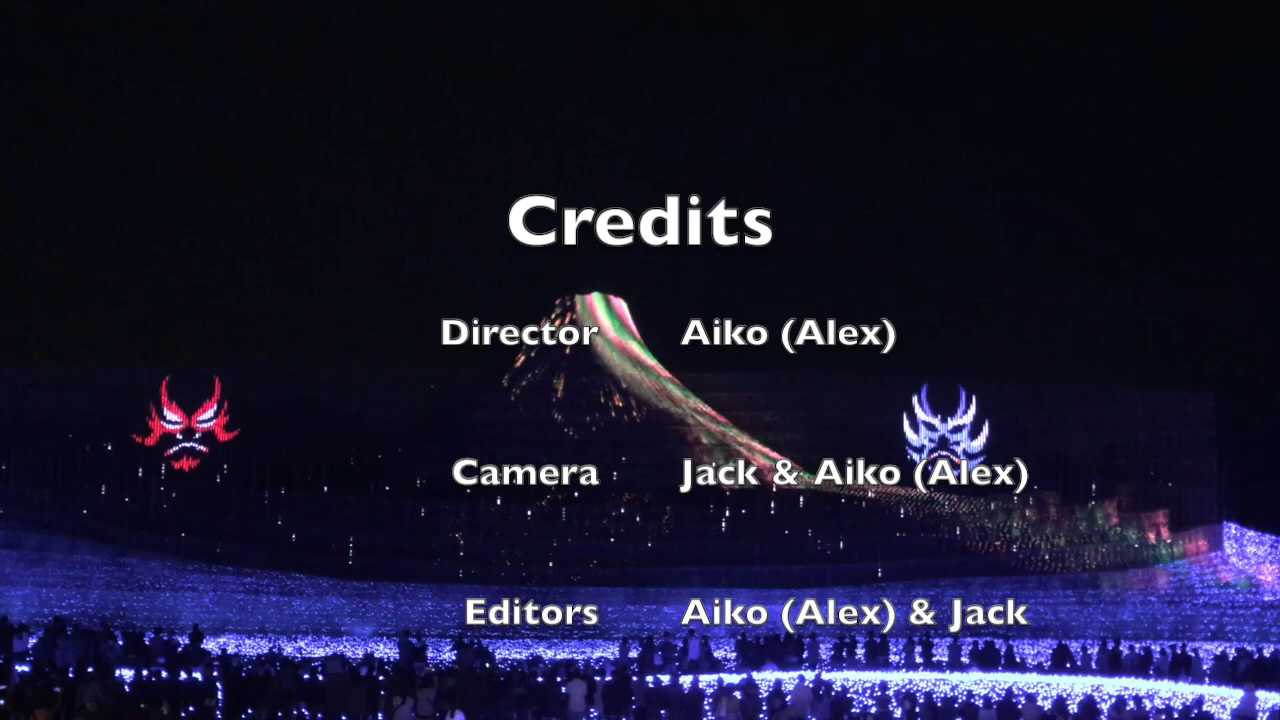 Credits
Director Aiko (Alex)
Camera Jack & Aiko (Alex)
Editors Aiko (Alex) & Jack